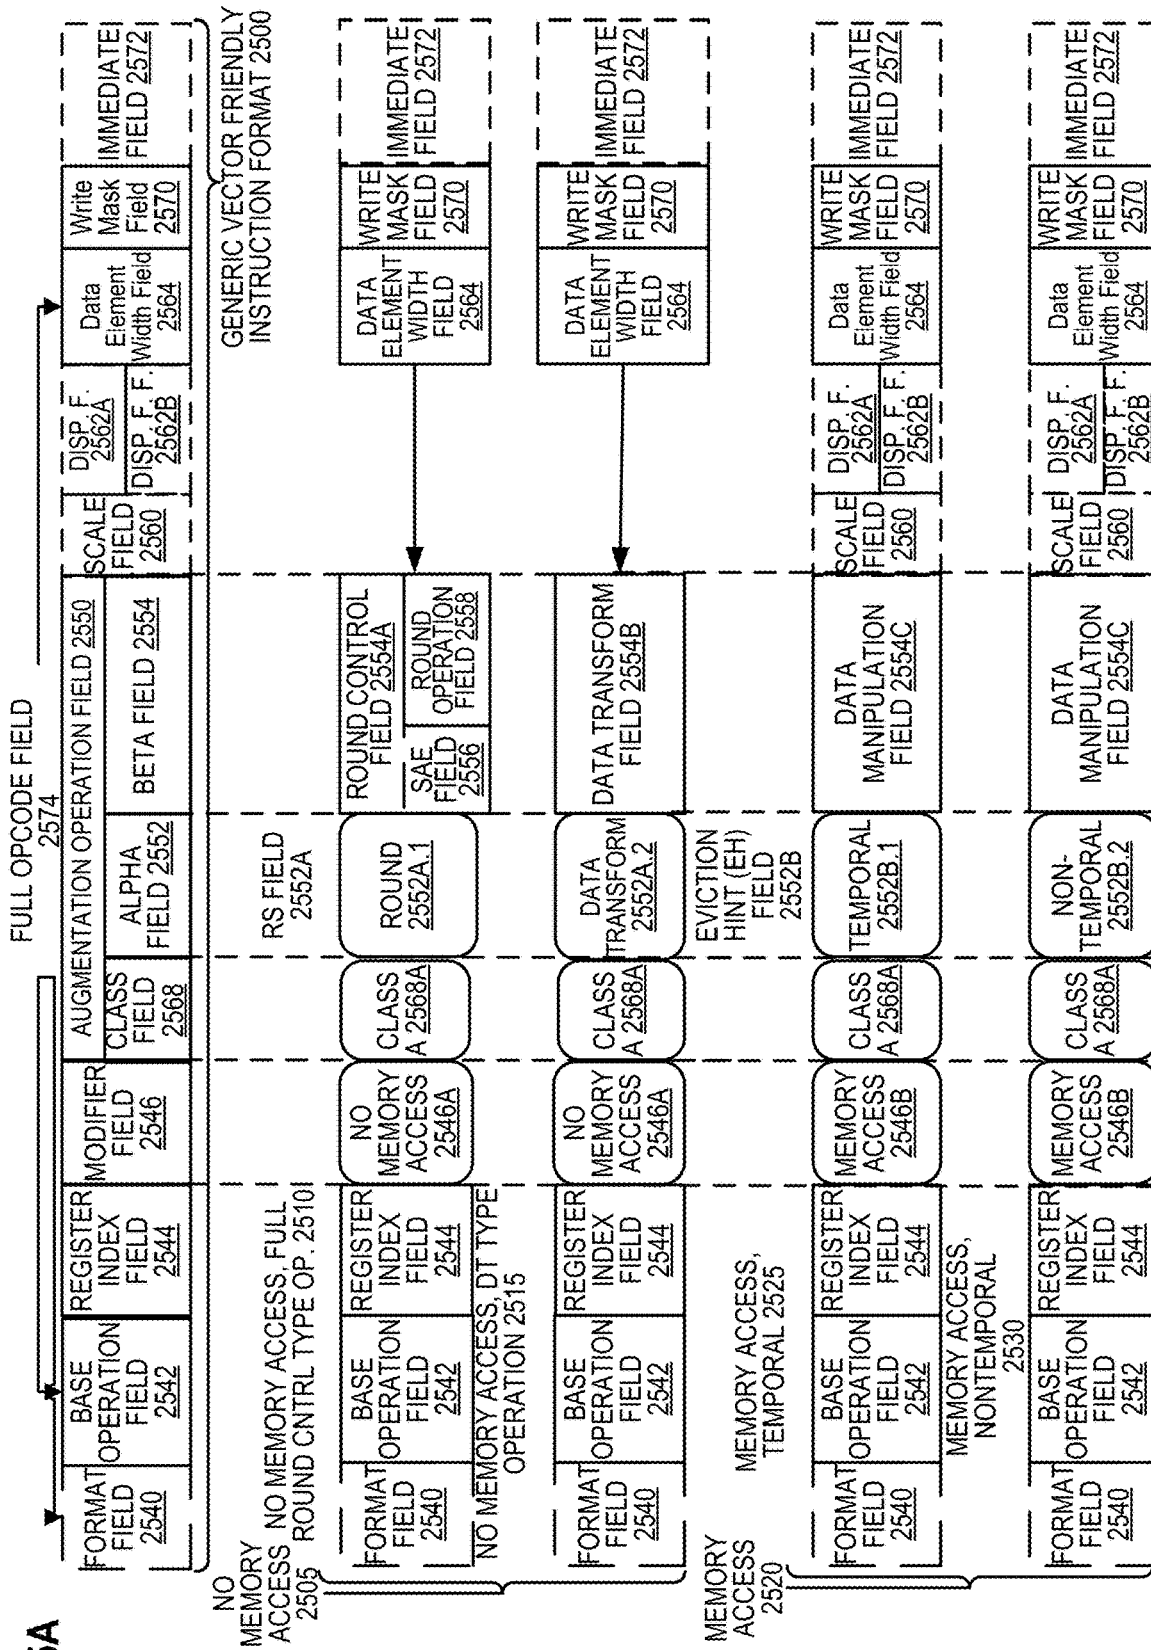 5A
FULL OPCODE FIELD
2574
FORMAT
FIELD
2540
BASE
OPERATION
FIELD
2542
REGISTER
INDEX
FIELD
2544
MODIFIER
FIELD
2546
AUGMENTATION OPERATION FIELD 2550
CLASS
FIELD
2568
ALPHA
FIELD 2552
BETA FIELD 2554
SCALE
FIELD
2560
DISP. F.
2562A
DISP. F. F.
2562B
Data
Element
Width Field
2564
Write
Mask
Field
2570
IMMEDIATE
FIELD 2572
GENERIC VECTOR FRIENDLY
INSTRUCTION FORMAT 2500
NO
MEMORY
ACCESS
2505
NO MEMORY ACCESS, FULL
ROUND CNTRL TYPE OP. 2510
RS FIELD
2552A
FORMAT
FIELD
2540
BASE
OPERATION
FIELD
2542
REGISTER
INDEX
FIELD
2544
NO
MEMORY
ACCESS
2546A
CLASS
A 2568A
ROUND
2552A.1
ROUND CONTROL
FIELD 2554A
SAE
FIELD
2556
ROUND
OPERATION
FIELD 2558
DATA
ELEMENT
WIDTH
FIELD
2564
WRITE
MASK
FIELD
2570
IMMEDIATE
FIELD 2572
NO MEMORY ACCESS, DT TYPE
OPERATION 2515
FORMAT
FIELD
2540
BASE
OPERATION
FIELD
2542
REGISTER
INDEX
FIELD
2544
NO
MEMORY
ACCESS
2546A
CLASS
A 2568A
DATA
TRANSFORM
2552A.2
DATA TRANSFORM
FIELD 2554B
DATA
ELEMENT
WIDTH
FIELD
2564
WRITE
MASK
FIELD
2570
IMMEDIATE
FIELD 2572
MEMORY
ACCESS
2520
MEMORY ACCESS,
TEMPORAL 2525
EVICTION
HINT (EH)
FIELD
2552B
FORMAT
FIELD
2540
BASE
OPERATION
FIELD
2542
REGISTER
INDEX
FIELD
2544
MEMORY
ACCESS
2546B
CLASS
A 2568A
TEMPORAL
2552B.1
DATA
MANIPULATION
FIELD 2554C
SCALE
FIELD
2560
DISP. F.
2562A
DISP. F. F.
2562B
Data
Element
Width Field
2564
WRITE
MASK
FIELD
2570
IMMEDIATE
FIELD 2572
MEMORY ACCESS,
NONTEMPORAL
2530
FORMAT
FIELD
2540
BASE
OPERATION
FIELD
2542
REGISTER
INDEX
FIELD
2544
MEMORY
ACCESS
2546B
CLASS
A 2568A
NON-
TEMPORAL
2552B.2
DATA
MANIPULATION
FIELD 2554C
SCALE
FIELD
2560
DISP. F.
2562A
DISP. F. F.
2562B
Data
Element
Width Field
2564
WRITE
MASK
FIELD
2570
IMMEDIATE
FIELD 2572